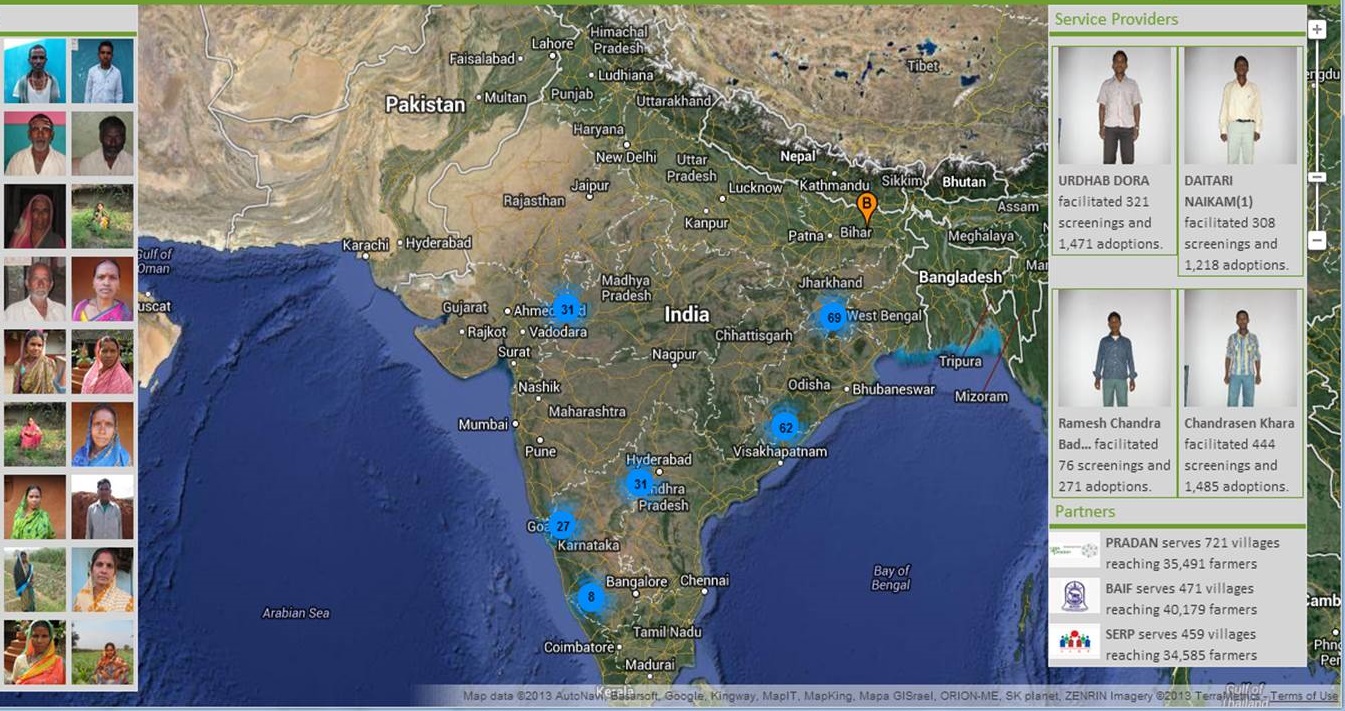 Himachal
Pradesh
Lahore
Faisalabad
Ludhiana
Tibet
Pakistan
Multan
Punjab
Uttarakhand
Haryana
New Delhi
Uttar
Pradesh
Nepal
Jaipur
Lucknow
Kathmandu
Sikkim
Bhutan
Rajasthan
B
Assam
Kanpur
Karachi
Hyderabad
Patna
Bihar
Meghalaya
Gulf of
Oman
Madhya
Pradesh
Jharkhand
Bangladesh
Gujarat
31
India
69
West Bengal
Rajkot
Vadodara
Chhattisgarh
Surat
Nagpur
Tripura
Nashik
Odisha
Bhubaneswar
Mizoram
Maharashtra
Mumbai
62
Pune
Hyderabad
Visakhapatnam
31
Pradesh
27
Karnataka
Bangalore
Chennai
Bay of
Bengal
8
Arabian Sea
Tamil Nadu
Coimbatore
Madurai
Kerala
Service Providers
URDHAB DORA
facilitated 321
screenings and
1,471 adoptions.
DAITARI
NAIKAM(1)
facilitated 308
screenings and
1,218 adoptions.
Ramesh Chandra
Bad... facilitated
76 screenings and
271 adoptions.
Chandrasen Khara
facilitated 444
screenings and
1,485 adoptions.
Partners
PRADAN serves 721 villages
reaching 35,491 farmers
BAIF serves 471 villages
reaching 40,179 farmers
SERP serves 459 villages
reaching 34,585 farmers
Gulf of
Thailand
Map data ©2013 AutoNavi, Basarsoft, Google, Kingway, MapIT, MapKing, Mapa GISrael, ORION-ME, SK planet, ZENRIN Imagery ©2013 TerraMetrics - Terms of Use